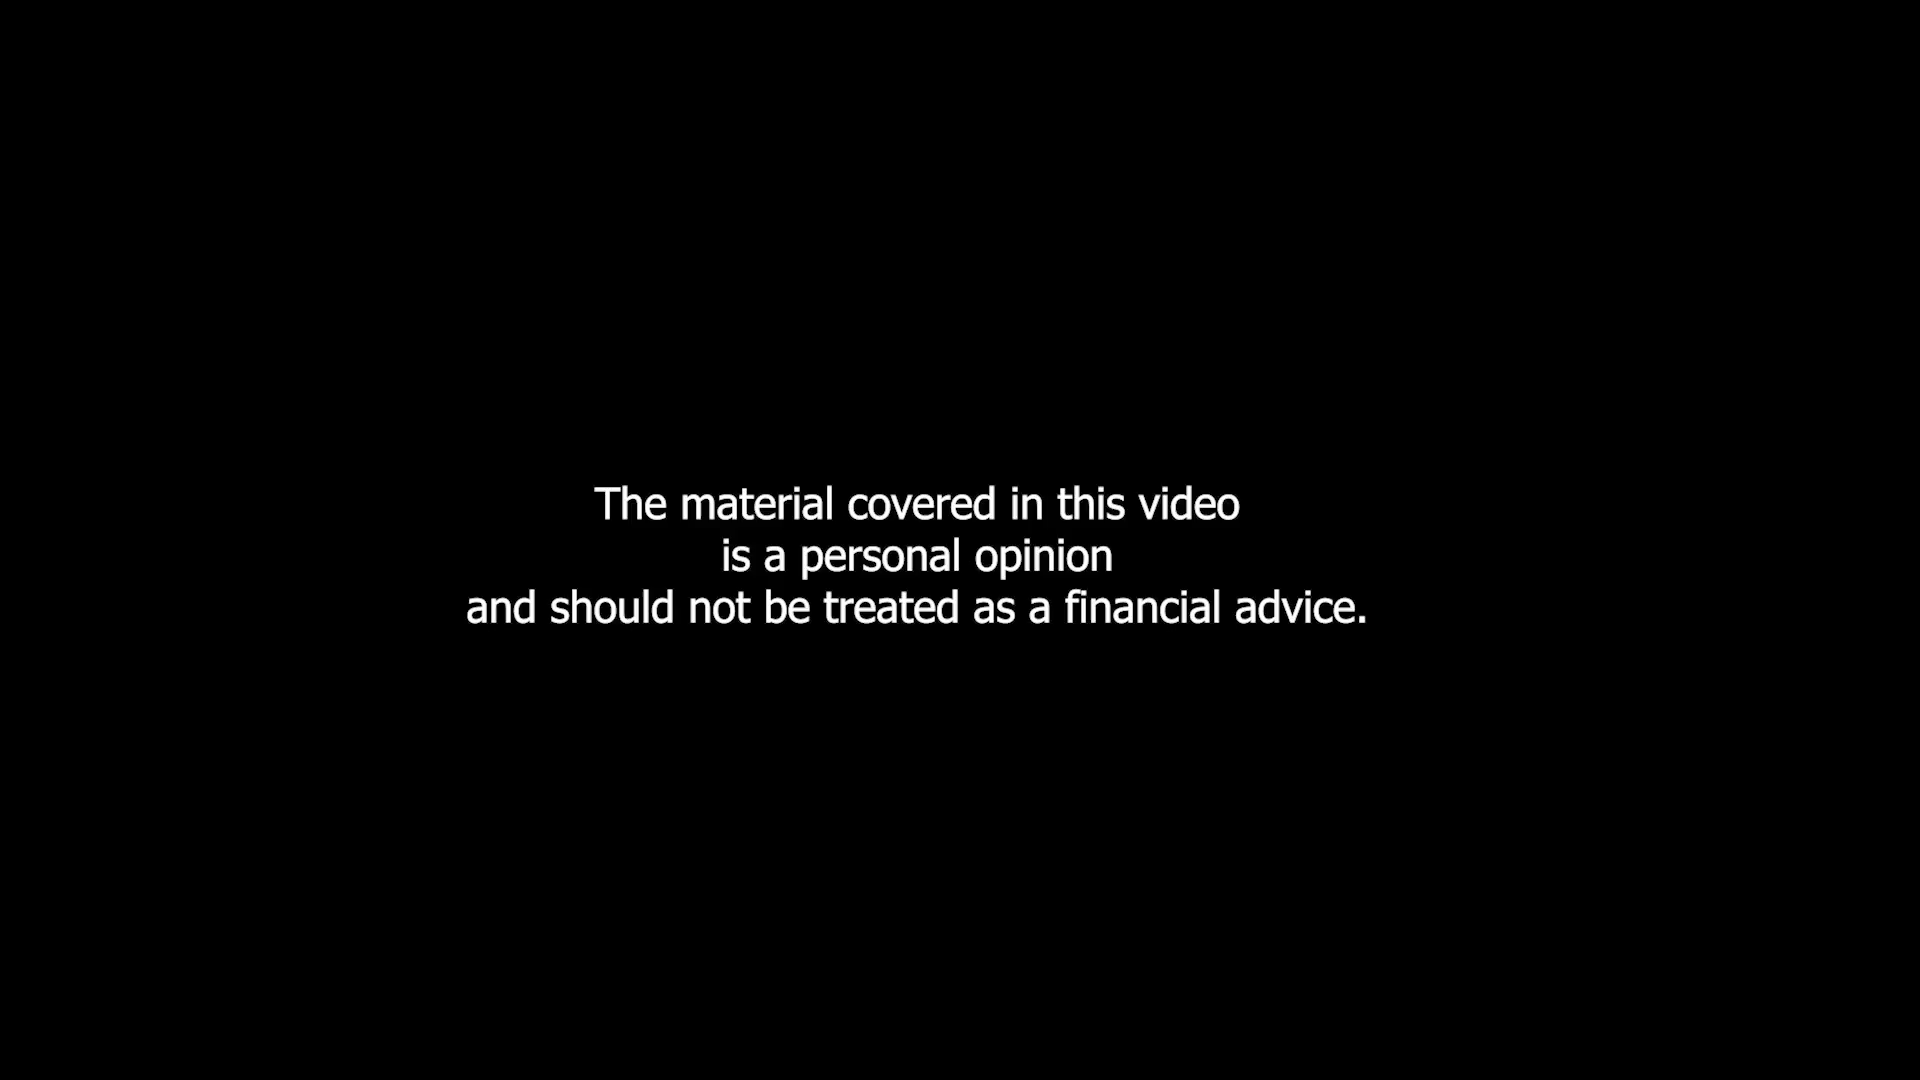 The material covered in this video
is a personal opinion
and should not be treated as a financial advice.